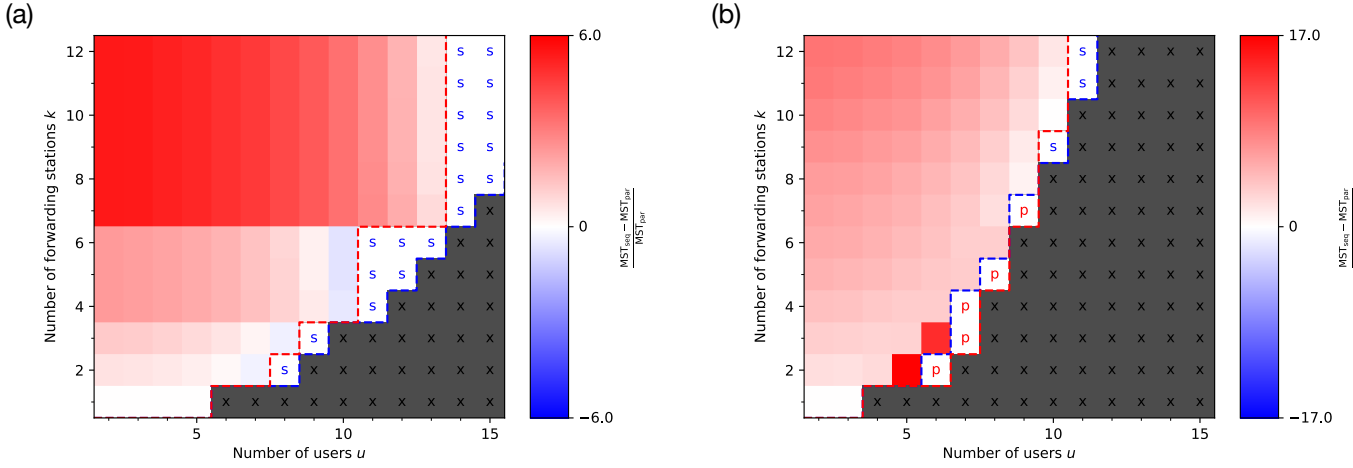 (a)
Number of forwarding stations k
12 s s
s s
10 s s
s s
8 s s
s x
6 s s s x x
s s x x x
4 s x x x x
s x x x x x x
2 s x x x x x x x
x x x x x x x x x x
5 10 15
Number of users u
6.0
0
−6.0
MST_seq − MST_par
MST_par
(b)
Number of forwarding stations k
12 s x x x x
s x x x x
10 x x x x x
s x x x x x
8 x x x x x x
p x x x x x x
6 x x x x x x x
p x x x x x x x
4 p x x x x x x x x
p x x x x x x x x
2 p x x x x x x x x x
x x x x x x x x x x x x
5 10 15
Number of users u
17.0
0
−17.0
MST_seq − MST_par
MST_par